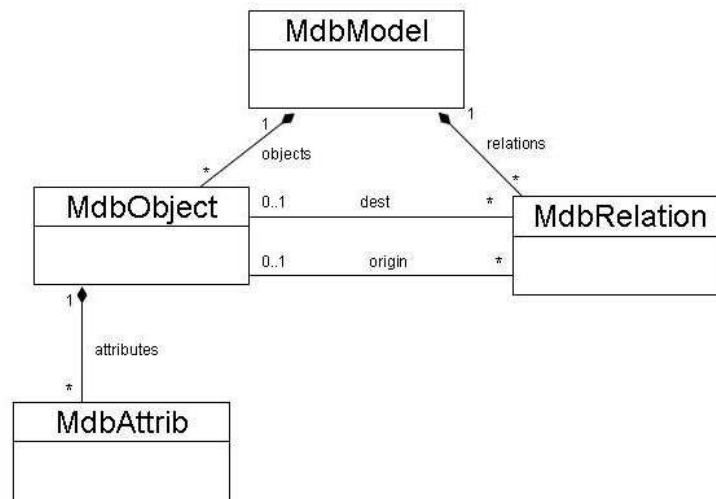 MdbModel
1 1
objects relations
* *
MdbObject MdbRelation
0..1 dest *
0..1 origin *
1
attributes
*
MdbAttrib